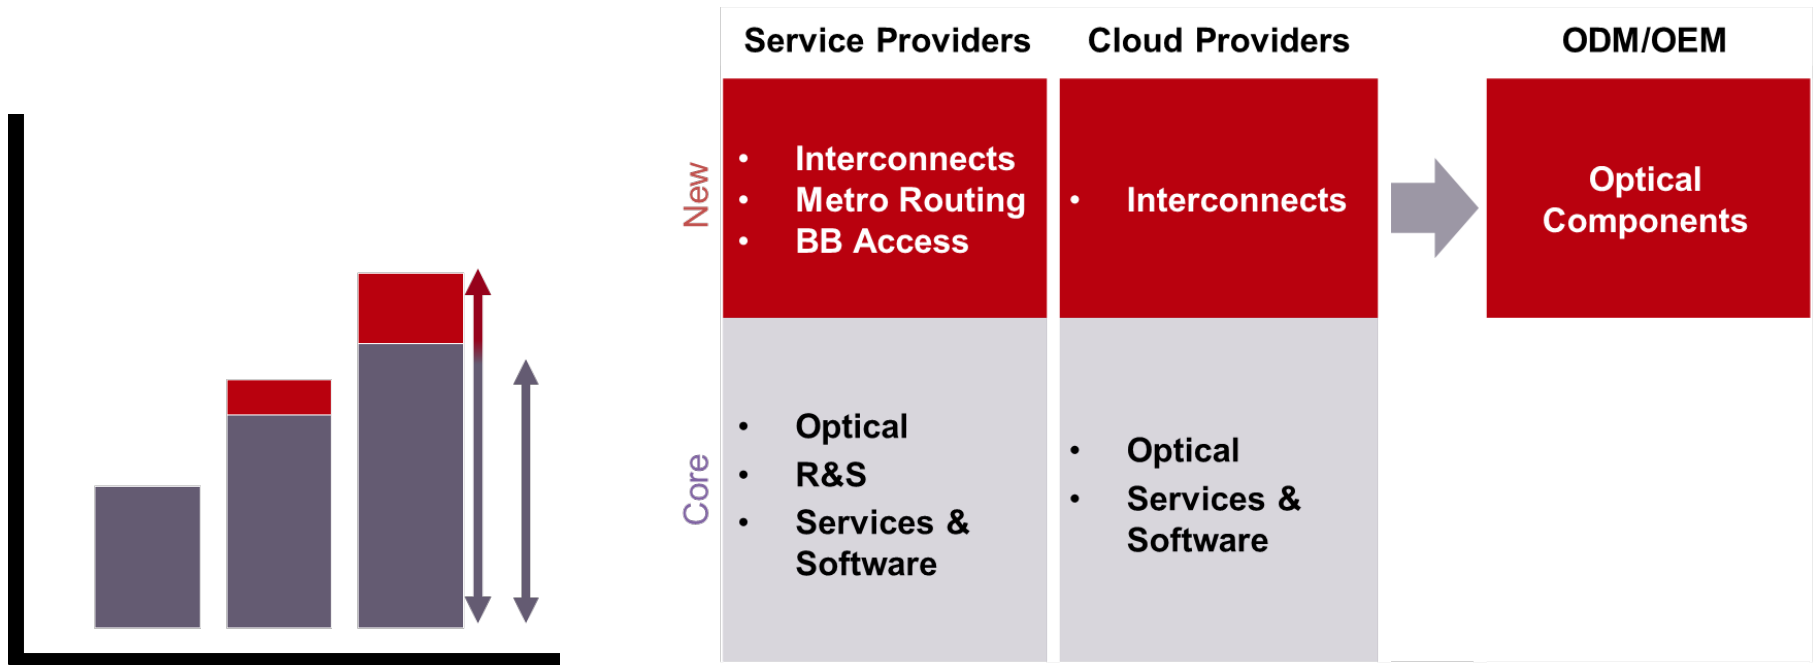 Service Providers
Cloud Providers
ODM/OEM
New
• Interconnects
• Metro Routing
• BB Access
• Interconnects
Optical
Components
Core
• Optical
• R&S
• Services &
Software
• Optical
• Services &
Software